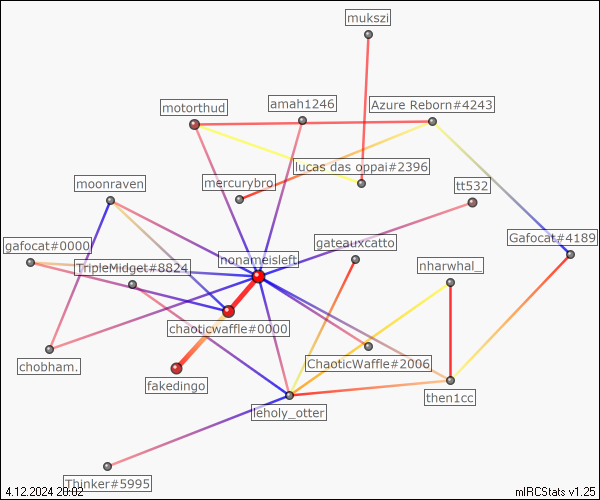 mukszi
amah1246
motorthud
Azure Reborn#4243
lucas das oppai#2396
moonraven
mercurybro
tt532
Gafocat#4189
gafocat#0000
gateauxcatto
nonameisleft
TripleMidget#8824
nharwhal_
chaoticwaffle#0000
chobham.
ChaoticWaffle#2006
fakedingo
then1cc
leholy_otter
Thinker#5995
4.12.2024 20:02
mIRCStats v1.25